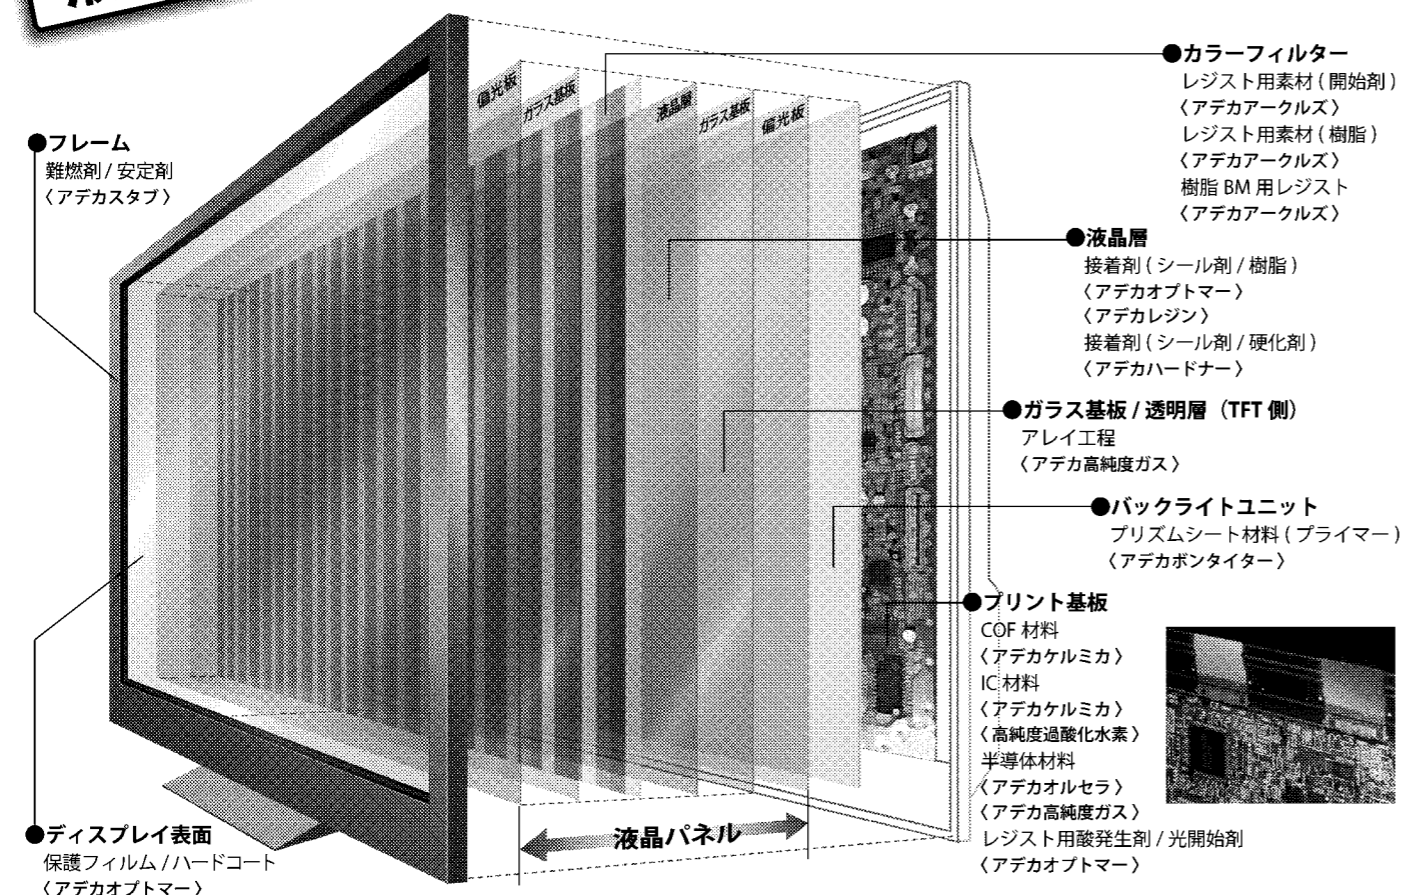 ●フレーム
難燃剤 / 安定剤
〈アデカスタブ〉
偏光板
ガラス基板
液晶層
ガラス基板
偏光板
●カラーフィルター
レジスト用素材 ( 開始剤 )
〈アデカアークルズ〉
レジスト用素材 ( 樹脂 )
〈アデカアークルズ〉
樹脂 BM 用レジスト
〈アデカアークルズ〉
●液晶層
接着剤 ( シール剤 / 樹脂 )
〈アデカオプトマー〉
〈アデカレジン〉
接着剤 ( シール剤 / 硬化剤 )
〈アデカハードナー〉
●ガラス基板 / 透明層（TFT 側）
アレイ工程
〈アデカ高純度ガス〉
●バックライトユニット
プリズムシート材料 ( プライマー )
〈アデカボンタイター〉
●プリント基板
COF 材料
〈アデカケルミカ〉
IC 材料
〈アデカケルミカ〉
〈高純度過酸化水素〉
半導体材料
〈アデカオルセラ〉
〈アデカ高純度ガス〉
レジスト用酸発生剤 / 光開始剤
〈アデカオプトマー〉
液晶パネル
●ディスプレイ表面
保護フィルム / ハードコート
〈アデカオプトマー〉